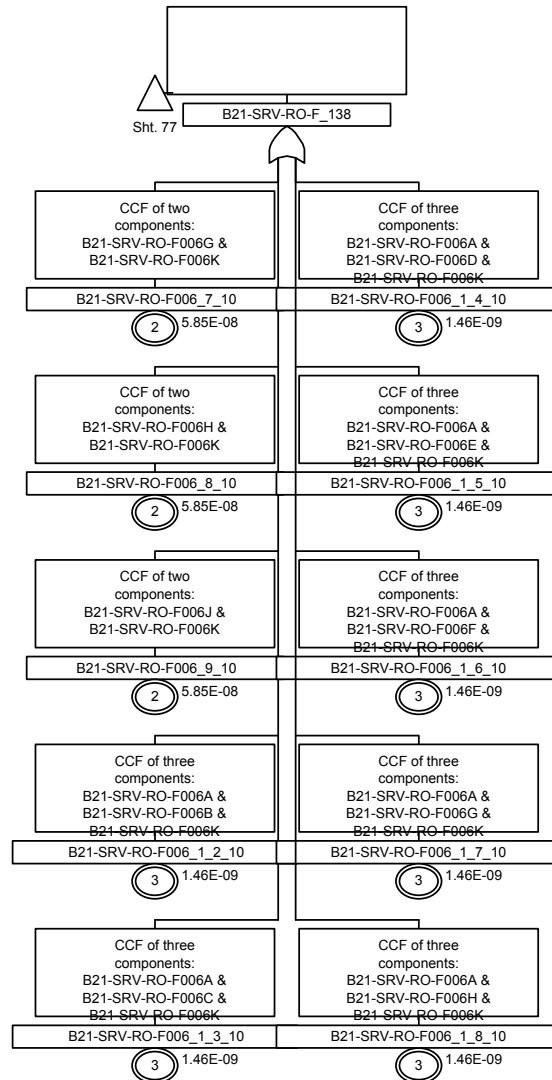 Sht. 77
B21-SRV-RO-F_138
CCF of two
components:
B21-SRV-RO-F006G &
B21-SRV-RO-F006K
B21-SRV-RO-F006_7_10
2
5.85E-08
CCF of three
components:
B21-SRV-RO-F006A &
B21-SRV-RO-F006D &
B21-SRV-RO-F006K
B21-SRV-RO-F006_1_4_10
3
1.46E-09
CCF of two
components:
B21-SRV-RO-F006H &
B21-SRV-RO-F006K
B21-SRV-RO-F006_8_10
2
5.85E-08
CCF of three
components:
B21-SRV-RO-F006A &
B21-SRV-RO-F006E &
B21-SRV-RO-F006K
B21-SRV-RO-F006_1_5_10
3
1.46E-09
CCF of two
components:
B21-SRV-RO-F006J &
B21-SRV-RO-F006K
B21-SRV-RO-F006_9_10
2
5.85E-08
CCF of three
components:
B21-SRV-RO-F006A &
B21-SRV-RO-F006F &
B21-SRV-RO-F006K
B21-SRV-RO-F006_1_6_10
3
1.46E-09
CCF of three
components:
B21-SRV-RO-F006A &
B21-SRV-RO-F006B &
B21-SRV-RO-F006K
B21-SRV-RO-F006_1_2_10
3
1.46E-09
CCF of three
components:
B21-SRV-RO-F006A &
B21-SRV-RO-F006G &
B21-SRV-RO-F006K
B21-SRV-RO-F006_1_7_10
3
1.46E-09
CCF of three
components:
B21-SRV-RO-F006A &
B21-SRV-RO-F006C &
B21-SRV-RO-F006K
B21-SRV-RO-F006_1_3_10
3
1.46E-09
CCF of three
components:
B21-SRV-RO-F006A &
B21-SRV-RO-F006H &
B21-SRV-RO-F006K
B21-SRV-RO-F006_1_8_10
3
1.46E-09